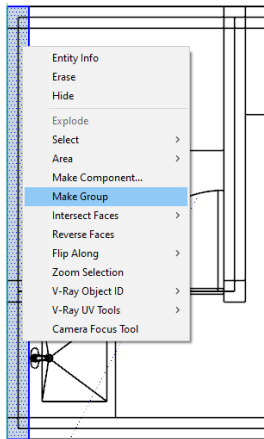 Entity Info
Erase
Hide
Explode
Select
Area
Make Component...
Make Group
Intersect Faces
Reverse Faces
Flip Along
Zoom Selection
V-Ray Object ID
V-Ray UV Tools
Camera Focus Tool